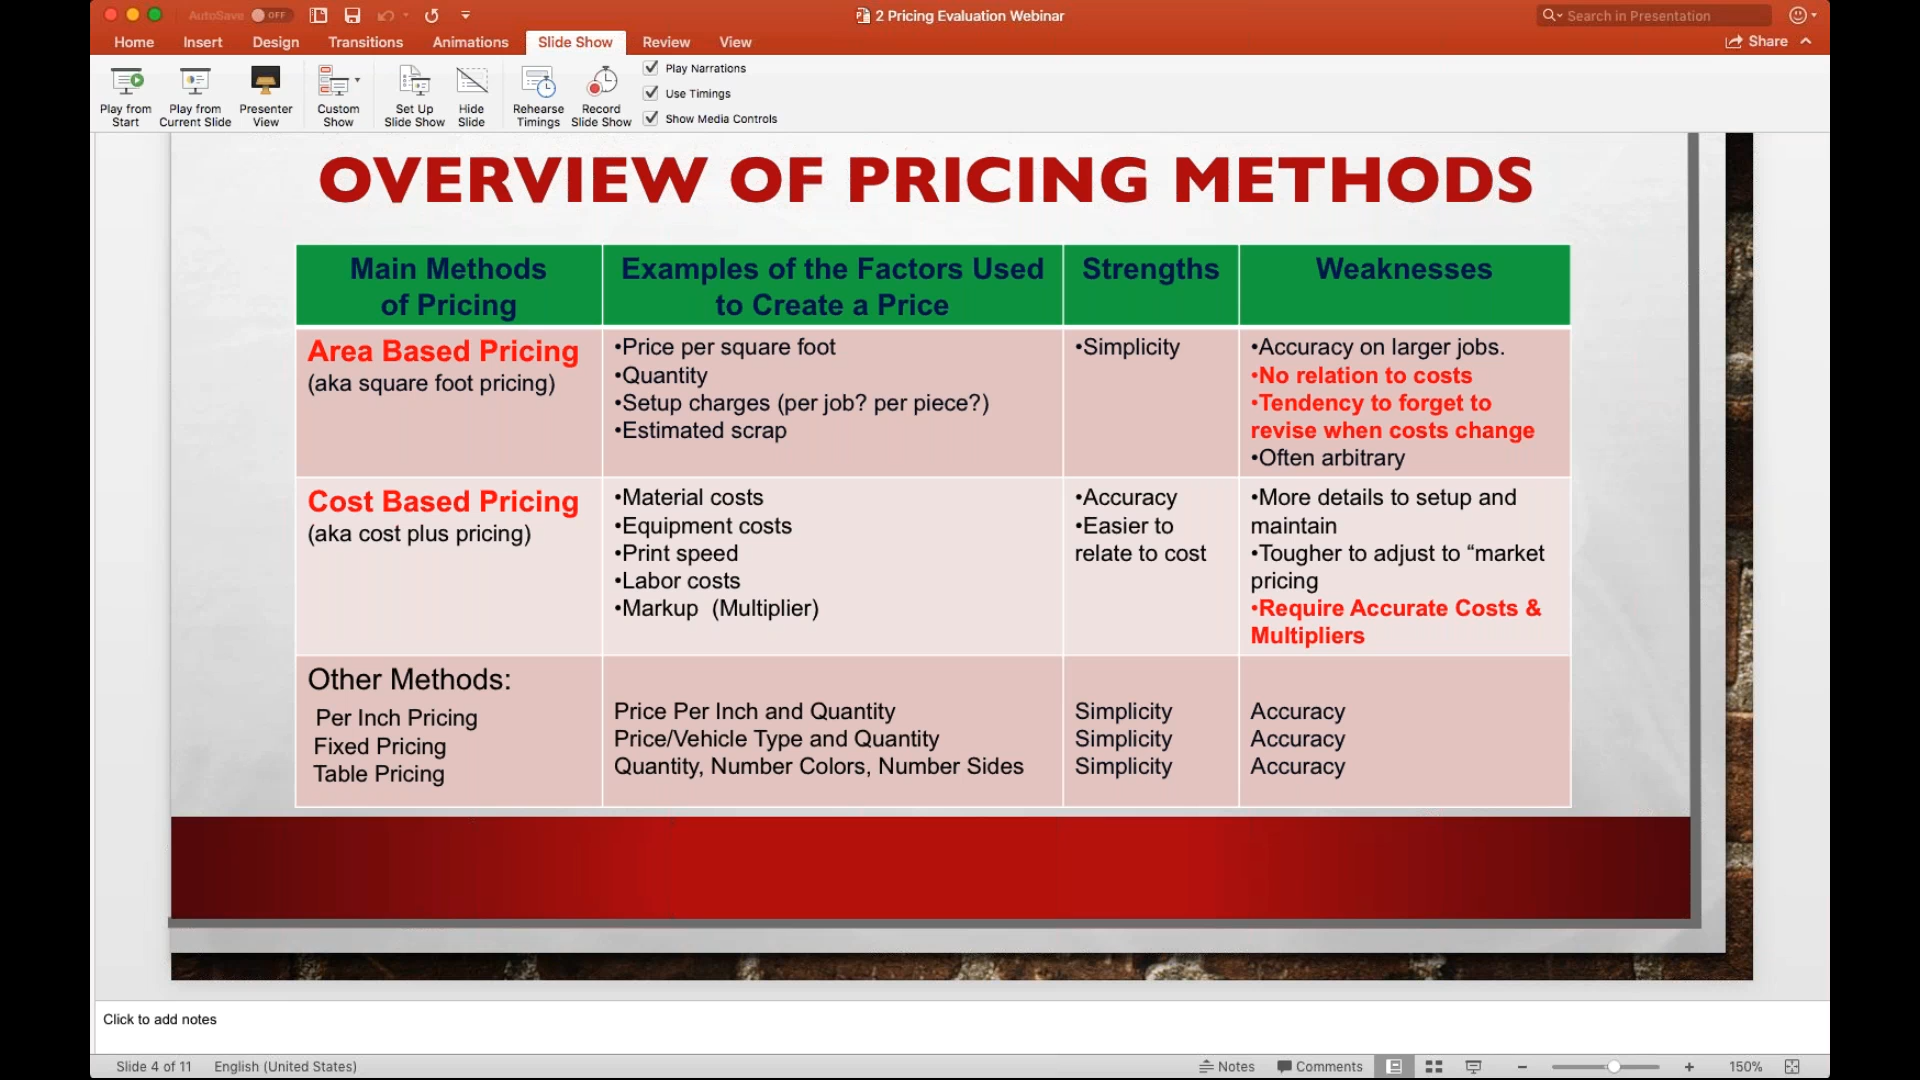 AutoSave OFF
2 Pricing Evaluation Webinar
Search in Presentation
Home Insert Design Transitions Animations Slide Show Review View
Share
Play from Start
Play from Current Slide
Presenter View
Custom Show
Set Up Slide Show
Hide Slide
Rehearse Timings
Record Slide Show
Play Narrations
Use Timings
Show Media Controls
OVERVIEW OF PRICING METHODS
Main Methods
of Pricing
Examples of the Factors Used
to Create a Price
Strengths
Weaknesses
Area Based Pricing
(aka square foot pricing)
•Price per square foot
•Quantity
•Setup charges (per job? per piece?)
•Estimated scrap
•Simplicity
•Accuracy on larger jobs.
•No relation to costs
•Tendency to forget to
revise when costs change
•Often arbitrary
Cost Based Pricing
(aka cost plus pricing)
•Material costs
•Equipment costs
•Print speed
•Labor costs
•Markup (Multiplier)
•Accuracy
•Easier to
relate to cost
•More details to setup and
maintain
•Tougher to adjust to “market
pricing
•Require Accurate Costs &
Multipliers
Other Methods:
Per Inch Pricing
Fixed Pricing
Table Pricing
Price Per Inch and Quantity
Price/Vehicle Type and Quantity
Quantity, Number Colors, Number Sides
Simplicity
Simplicity
Simplicity
Accuracy
Accuracy
Accuracy
Click to add notes
Slide 4 of 11 English (United States) Notes Comments 150%